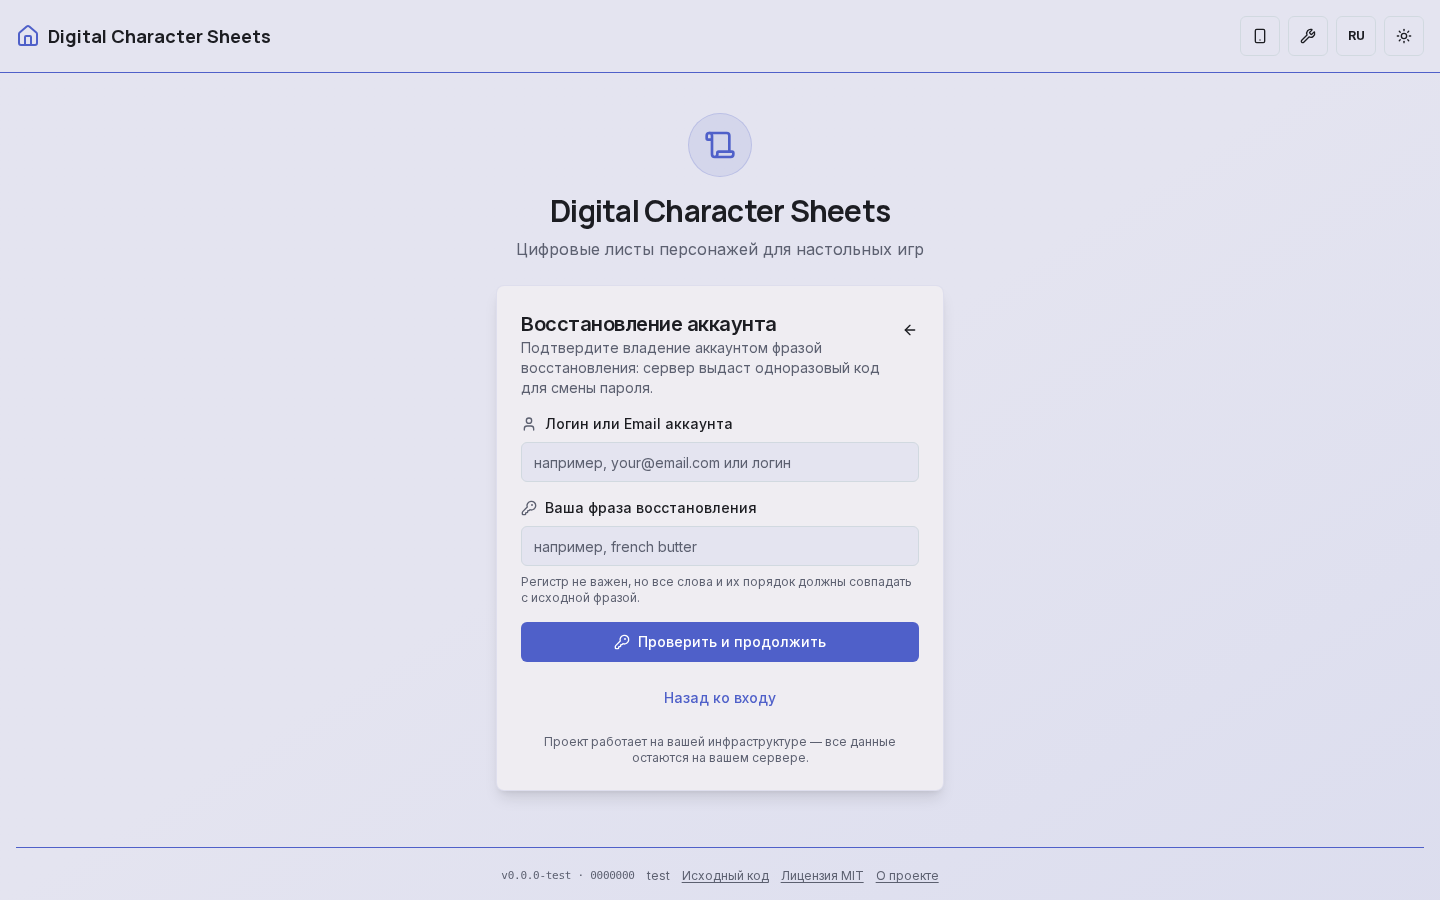 Digital Character Sheets
RU
Digital Character Sheets
Цифровые листы персонажей для настольных игр
Восстановление аккаунта
Подтвердите владение аккаунтом фразой
восстановления: сервер выдаст одноразовый код
для смены пароля.
Логин или Email аккаунта
например, your@email.com или логин
Ваша фраза восстановления
например, french butter
Регистр не важен, но все слова и их порядок должны совпадать
с исходной фразой.
Проверить и продолжить
Назад ко входу
Проект работает на вашей инфраструктуре — все данные
остаются на вашем сервере.
v0.0.0-test · 0000000 test Исходный код Лицензия MIT О проекте